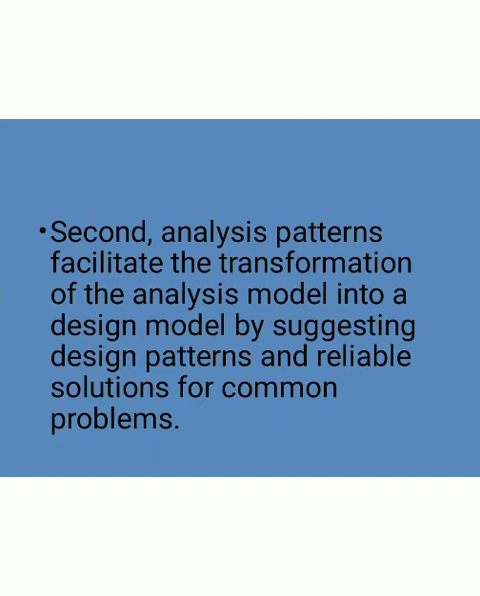 •Second, analysis patterns
facilitate the transformation
of the analysis model into a
design model by suggesting
design patterns and reliable
solutions for common
problems.